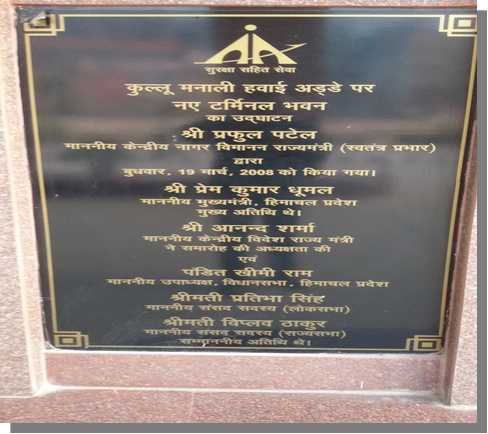 सुरक्षा सहित सेवा
कुल्लू मनाली हवाई अड्डे पर
नए टर्मिनल भवन
का उद्घाटन
श्री प्रफुल पटेल
माननीय केन्द्रीय नागर विमानन राज्यमंत्री (स्वतंत्र प्रभार)
द्वारा
बुधवार, 19 मार्च, 2008 को किया गया।
श्री प्रेम कुमार धूमल
माननीय मुख्यमंत्री, हिमाचल प्रदेश
मुख्य अतिथि थे।
श्री आनन्द शर्मा
माननीय केन्द्रीय विदेश राज्य मंत्री
ने समारोह की अध्यक्षता की
एवं
पंडित खीमी राम
माननीय उपाध्यक्ष, विधानसभा, हिमाचल प्रदेश
श्रीमती प्रतिभा सिंह
माननीय संसद सदस्य (लोकसभा)
श्रीमती विप्लव ठाकुर
माननीय संसद सदस्य (राज्यसभा)
सम्माननीय अतिथि थे।